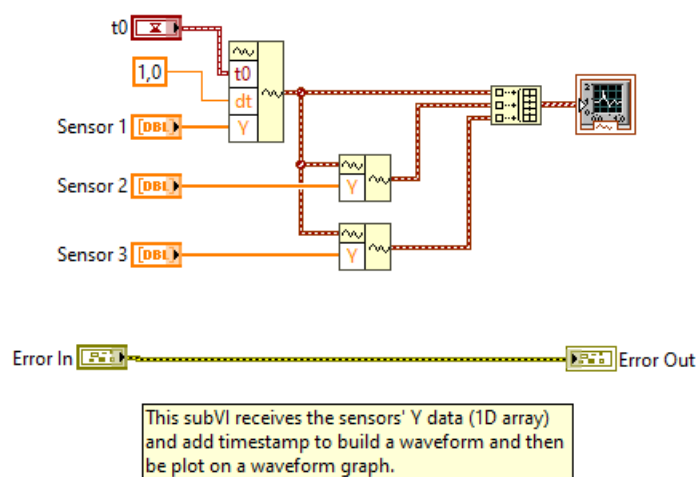 t0
t0
1,0
dt
Sensor 1
[DBL]
Y
Sensor 2
[DBL]
Y
Sensor 3
[DBL]
Y
Error In
Error Out
This subVI receives the sensors' Y data (1D array)
and add timestamp to build a waveform and then
be plot on a waveform graph.